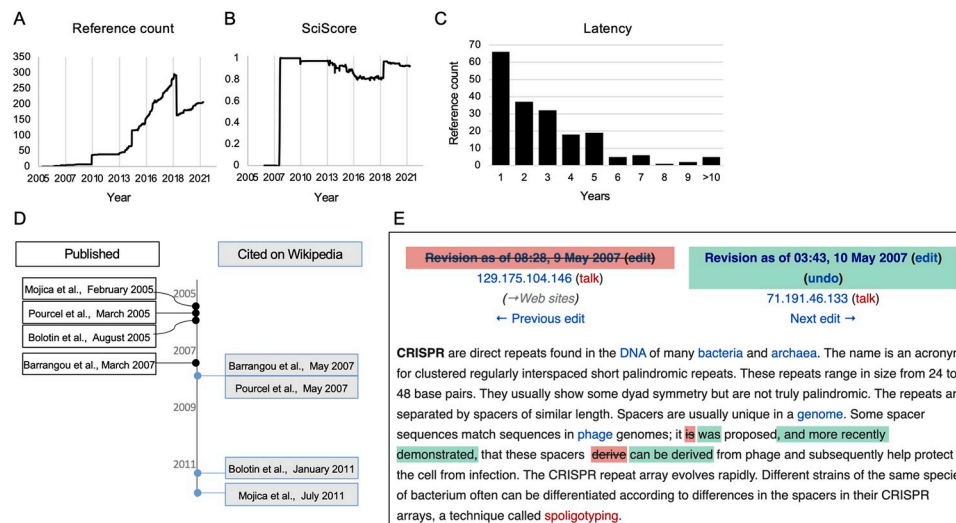 A
Reference count
350
300
250
200
150
100
50
0
2005 2007 2010 2013 2016 2018 2021
Year
B
SciScore
1
0.8
0.6
0.4
0.2
0
2005 2007 2010 2013 2016 2018 2021
Year
C
Latency
Reference count
70
60
50
40
30
20
10
0
1 2 3 4 5 6 7 8 9 >10
Years
D
Published
Cited on Wikipedia
Mojica et al., February 2005
Pourcel et al., March 2005
Bolotin et al., August 2005
Barrangou et al., March 2007
2005
2007
2009
2011
Barrangou et al., May 2007
Pourcel et al., May 2007
Bolotin et al., January 2011
Mojica et al., July 2011
E
Revision as of 08:28, 9 May 2007 (edit)
129.175.104.146 (talk)
(→Web sites)
← Previous edit
Revision as of 03:43, 10 May 2007 (edit)
(undo)
71.191.46.133 (talk)
Next edit →
CRISPR are direct repeats found in the DNA of many bacteria and archaea. The name is an acronym
for clustered regularly interspaced short palindromic repeats. These repeats range in size from 24 to
48 base pairs. They usually show some dyad symmetry but are not truly palindromic. The repeats are
separated by spacers of similar length. Spacers are usually unique in a genome. Some spacer
sequences match sequences in phage genomes; it is was proposed, and more recently
demonstrated, that these spacers derive can be derived from phage and subsequently help protect
the cell from infection. The CRISPR repeat array evolves rapidly. Different strains of the same species
of bacterium often can be differentiated according to differences in the spacers in their CRISPR
arrays, a technique called spoligotyping.